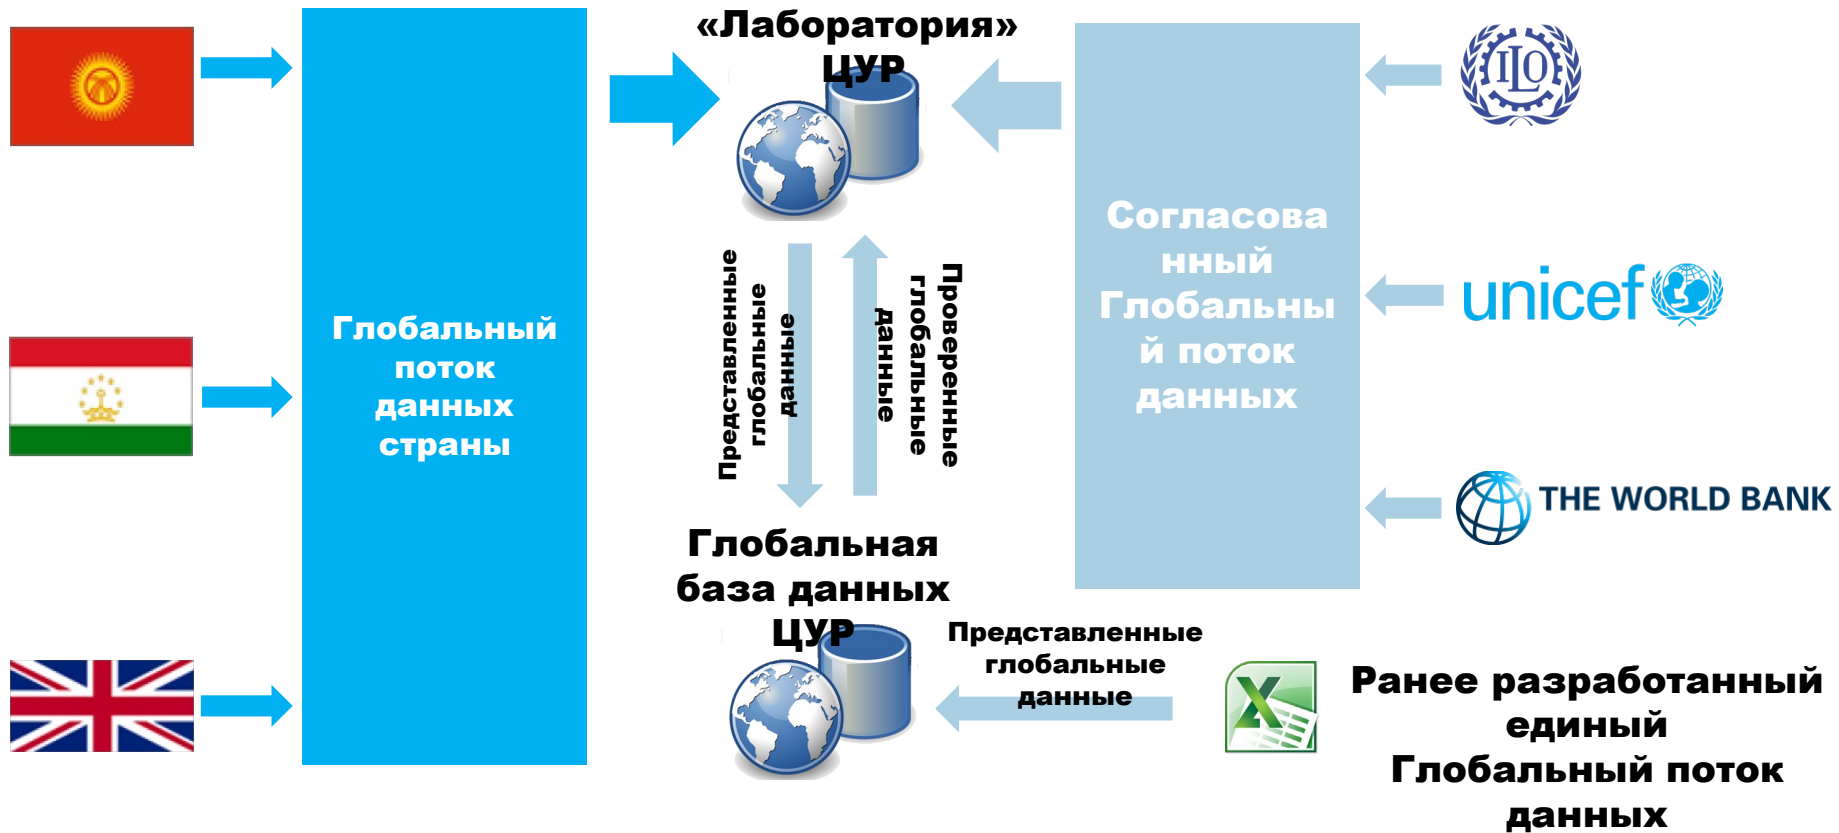 «Лаборатория»
ЦУР
Глобальный
поток
данных
страны
Представленные
глобальные
данные
Проверенные
глобальные
данные
Согласова
нный
Глобальны
й поток
данных
ILO
unicef
THE WORLD BANK
Глобальная
база данных
ЦУР
Представленные
глобальные
данные
X
Ранее разработанный
единый
Глобальный поток
данных